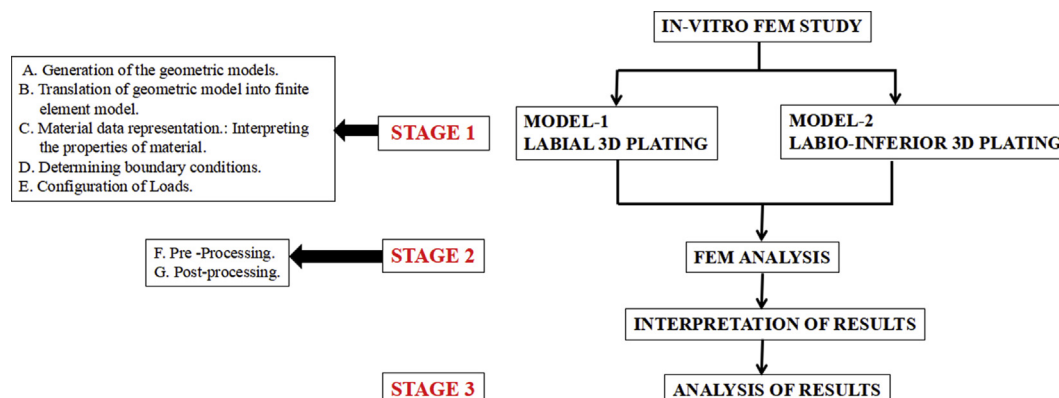 IN-VITRO FEM STUDY
A. Generation of the geometric models.
B. Translation of geometric model into finite
element model.
C. Material data representation.: Interpreting
the properties of material.
D. Determining boundary conditions.
E. Configuration of Loads.
STAGE 1
MODEL-1
LABIAL 3D PLATING
MODEL-2
LABIO-INFERIOR 3D PLATING
F. Pre -Processing.
G. Post-processing.
STAGE 2
FEM ANALYSIS
INTERPRETATION OF RESULTS
STAGE 3
ANALYSIS OF RESULTS